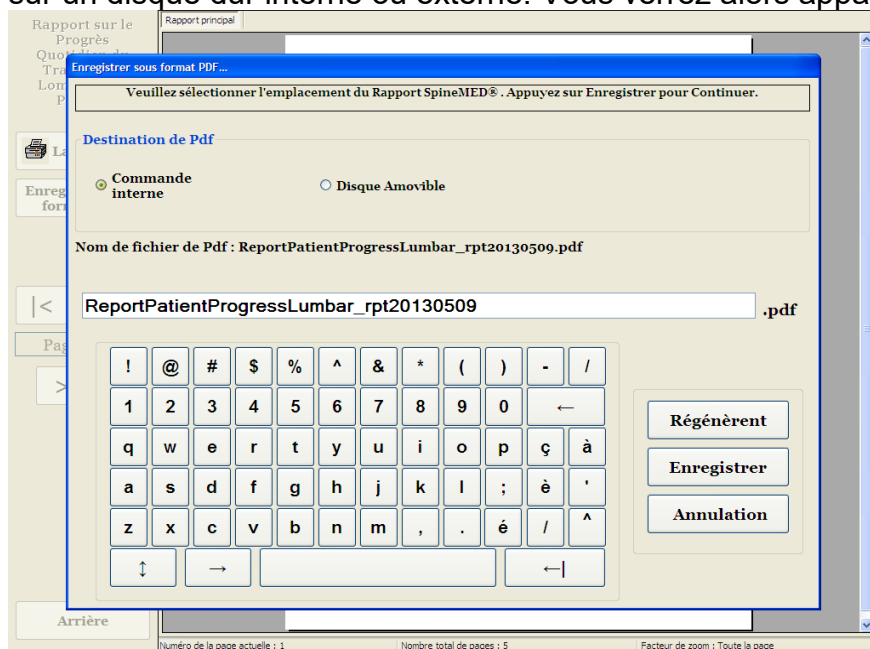 sur un disque dur interne ou externe. Vous verrez alors appa
Rapport sur le
Progrès
Rapport principal
Enregistrer sous format PDF...
Veuillez sélectionner l'emplacement du Rapport SpineMED® . Appuyez sur Enregistrer pour Continuer.
Destination de Pdf
Commande
interne
Disque Amovible
Nom de fichier de Pdf : ReportPatientProgressLumbar_rpt20130509.pdf
ReportPatientProgressLumbar_rpt20130509
.pdf
|<
>
! @ # $ % ^ & * ( ) - /
1 2 3 4 5 6 7 8 9 0 ←
q w e r t y u i o p ç à
a s d f g h j k l ; è '
z x c v b n m , . é / ^
↕ → ←|
Régénèrent
Enregistrer
Annulation
Arrière
Numéro de la page actuelle : 1
Nombre total de pages : 5
Facteur de zoom : Toute la page